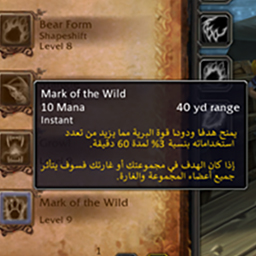 Bear Form
Shapeshift
Level 8
Mark of the Wild
10 Mana 40 yd range
Instant
يمنح هدفا ودودا قوة البرية مما يزيد من تعدد
استخداماته بنسبة 3% لمدة 60 دقيقة.
إذا كان الهدف في مجموعتك أو غارتك فسوف يتأثر
جميع أعضاء المجموعة والغارة.
Mark of the Wild
Level 9
1